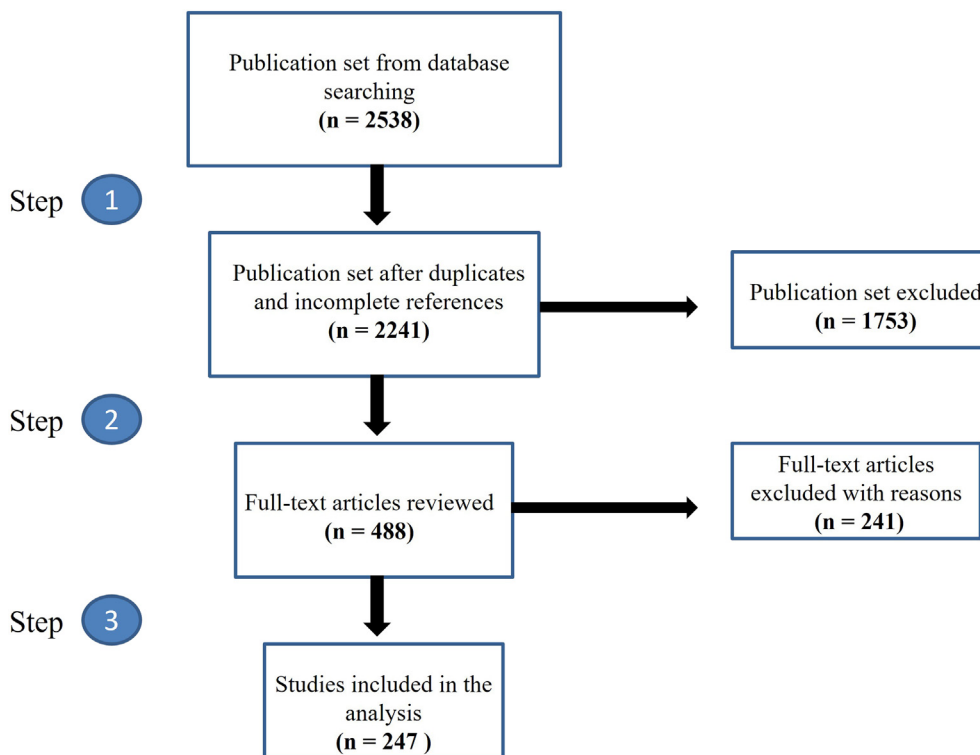 Publication set from database
searching
(n = 2538)
Step 1
Publication set after duplicates
and incomplete references
(n = 2241)
Publication set excluded
(n = 1753)
Step 2
Full-text articles reviewed
(n = 488)
Full-text articles
excluded with reasons
(n = 241)
Step 3
Studies included in the
analysis
(n = 247 )